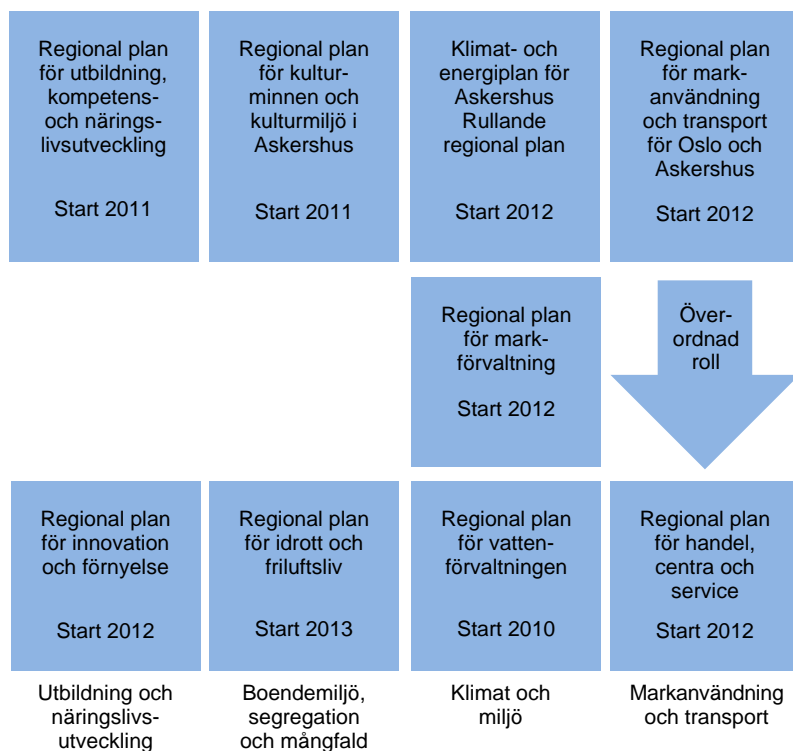 Regional plan
för utbildning,
kompetens-
och närings-
livsutveckling
Start 2011
Regional plan
för kultur-
minnen och
kulturmiljö i
Askershus
Start 2011
Klimat- och
energiplan för
Askershus
Rullande
regional plan
Start 2012
Regional plan
för mark-
användning
och transport
för Oslo och
Askershus
Start 2012
Regional plan
för mark-
förvaltning
Start 2012
Över-
ordnad
roll
Regional plan
för innovation
och förnyelse
Start 2012
Regional plan
för idrott och
friluftsliv
Start 2013
Regional plan
för vatten-
förvaltningen
Start 2010
Regional plan
för handel,
centra och
service
Start 2012
Utbildning och
näringslivs-
utveckling
Boendemiljö,
segregation
och mångfald
Klimat och
miljö
Markanvändning
och transport